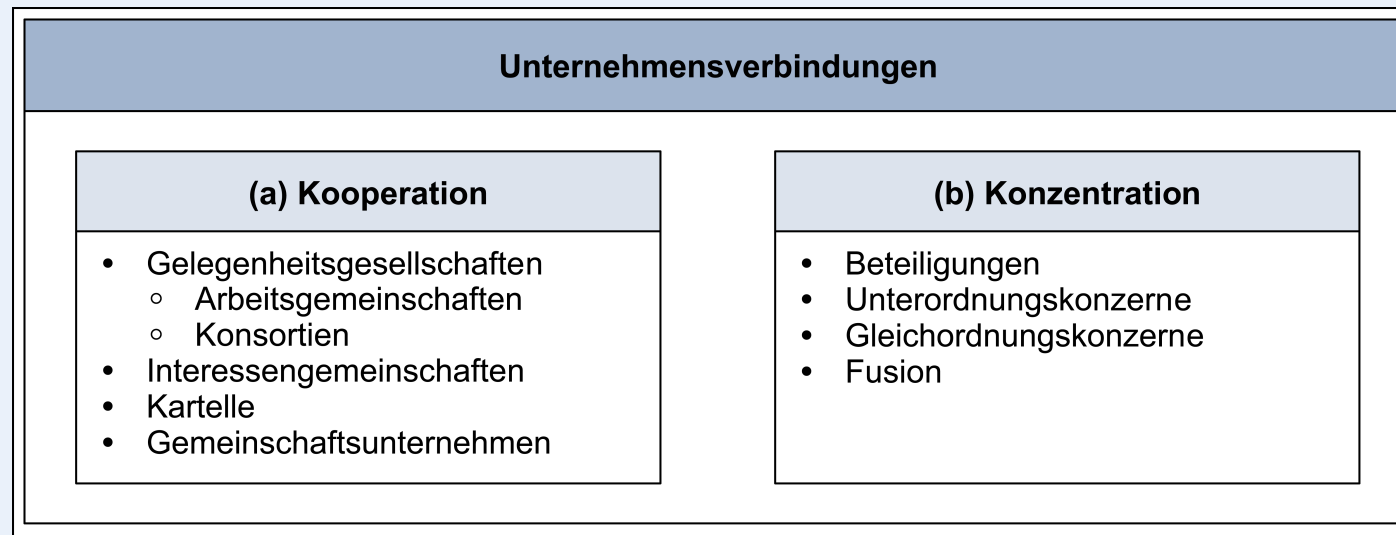 Unternehmensverbindungen
(a) Kooperation
• Gelegenheitsgesellschaften
○ Arbeitsgemeinschaften
○ Konsortien
• Interessengemeinschaften
• Kartelle
• Gemeinschaftsunternehmen
(b) Konzentration
• Beteiligungen
• Unterordnungskonzerne
• Gleichordnungskonzerne
• Fusion